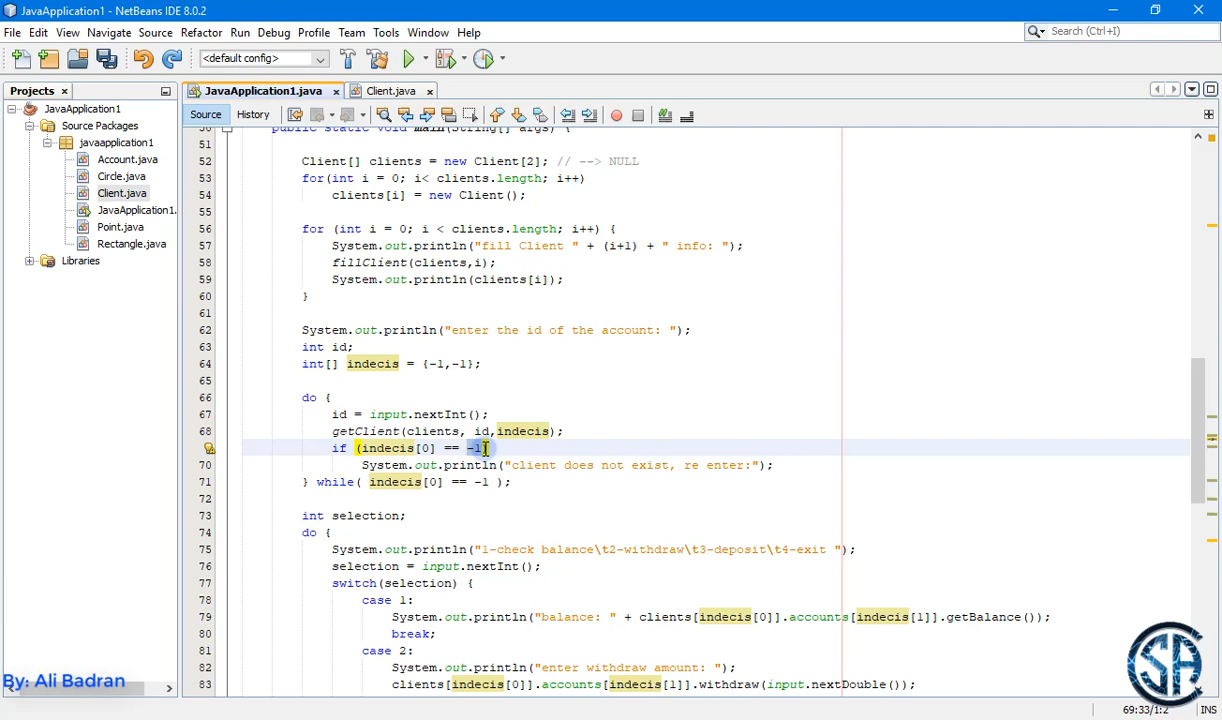 JavaApplication1 - NetBeans IDE 8.0.2
File Edit View Navigate Source Refactor Run Debug Profile Team Tools Window Help
Search (Ctrl+I)
<default config>
Projects
JavaApplication1.java
Client.java
JavaApplication1
Source Packages
javaapplication1
Account.java
Circle.java
Client.java
JavaApplication1.
Point.java
Rectangle.java
Libraries
Source History
50 public static void main(String[] args) {
51
52 Client[] clients = new Client[2]; // --> NULL
53 for(int i = 0; i< clients.length; i++)
54 clients[i] = new Client();
55
56 for (int i = 0; i < clients.length; i++) {
57 System.out.println("fill Client " + (i+1) + " info: ");
58 fillClient(clients,i);
59 System.out.println(clients[i]);
60 }
61
62 System.out.println("enter the id of the account: ");
63 int id;
64 int[] indecis = {-1,-1};
65
66 do {
67 id = input.nextInt();
68 getClient(clients, id,indecis);
if (indecis[0] == -1)
70 System.out.println("client does not exist, re enter:");
71 } while( indecis[0] == -1 );
72
73 int selection;
74 do {
75 System.out.println("1-check balance\t2-withdraw\t3-deposit\t4-exit ");
76 selection = input.nextInt();
77 switch(selection) {
78 case 1:
79 System.out.println("balance: " + clients[indecis[0]].accounts[indecis[1]].getBalance());
80 break;
81 case 2:
82 System.out.println("enter withdraw amount: ");
83 clients[indecis[0]].accounts[indecis[1]].withdraw(input.nextDouble());
By: Ali Badran
69:33/1:2
INS